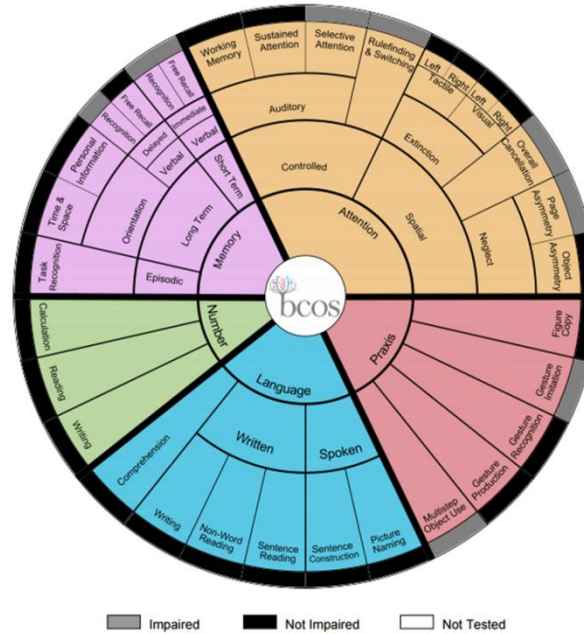 Working
Memory
Sustained
Attention
Selective
Attention
Rulefinding
& Switching
Auditory
Controlled
Attention
Left
Right
Tactile
Left
Right
Visual
Extinction
Overall
Cancellation
Page
Asymmetry
Object
Asymmetry
Neglect
Spatial
Figure
Copy
Gesture
Imitation
Gesture
Recognition
Gesture
Production
Multistep
Object Use
Praxis
Picture
Naming
Sentence
Construction
Spoken
Sentence
Reading
Non-Word
Reading
Writing
Written
Comprehension
Language
Writing
Reading
Calculation
Number
Task
Recognition
Episodic
Time &
Space
Personal
Information
Orientation
Recognition
Free Recall
Delayed
Verbal
Long Term
Recognition
Free Recall
Immediate
Verbal
Short Term
Memory
bcos
Impaired
Not Impaired
Not Tested